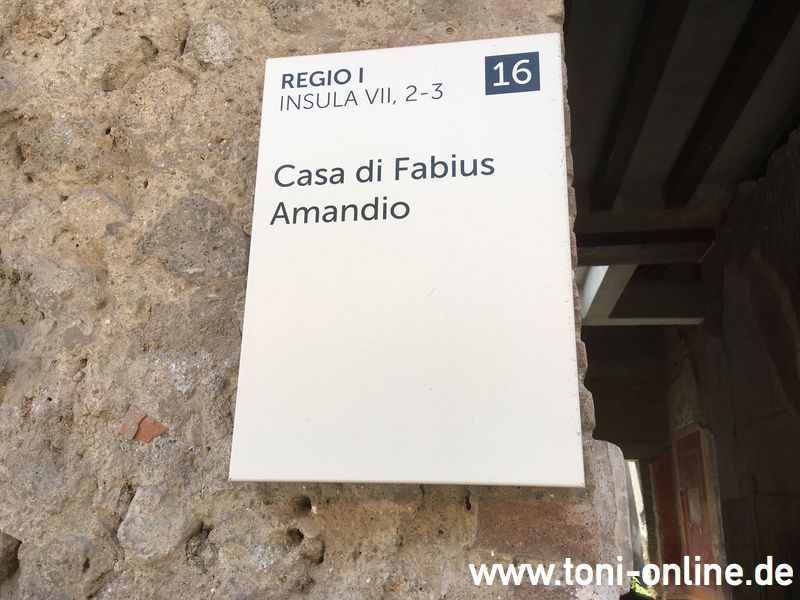 REGIO I
INSULA VII, 2-3
16
Casa di Fabius
Amandio
www.toni-online.de